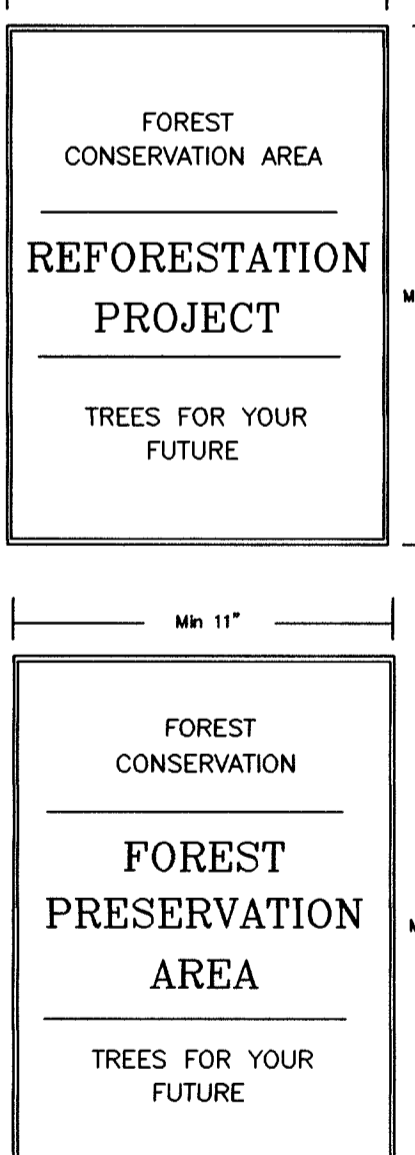 FOREST
CONSERVATION AREA
REFORESTATION
PROJECT
TREES FOR YOUR
FUTURE
Min 11"
FOREST
CONSERVATION
FOREST
PRESERVATION
AREA
TREES FOR YOUR
FUTURE